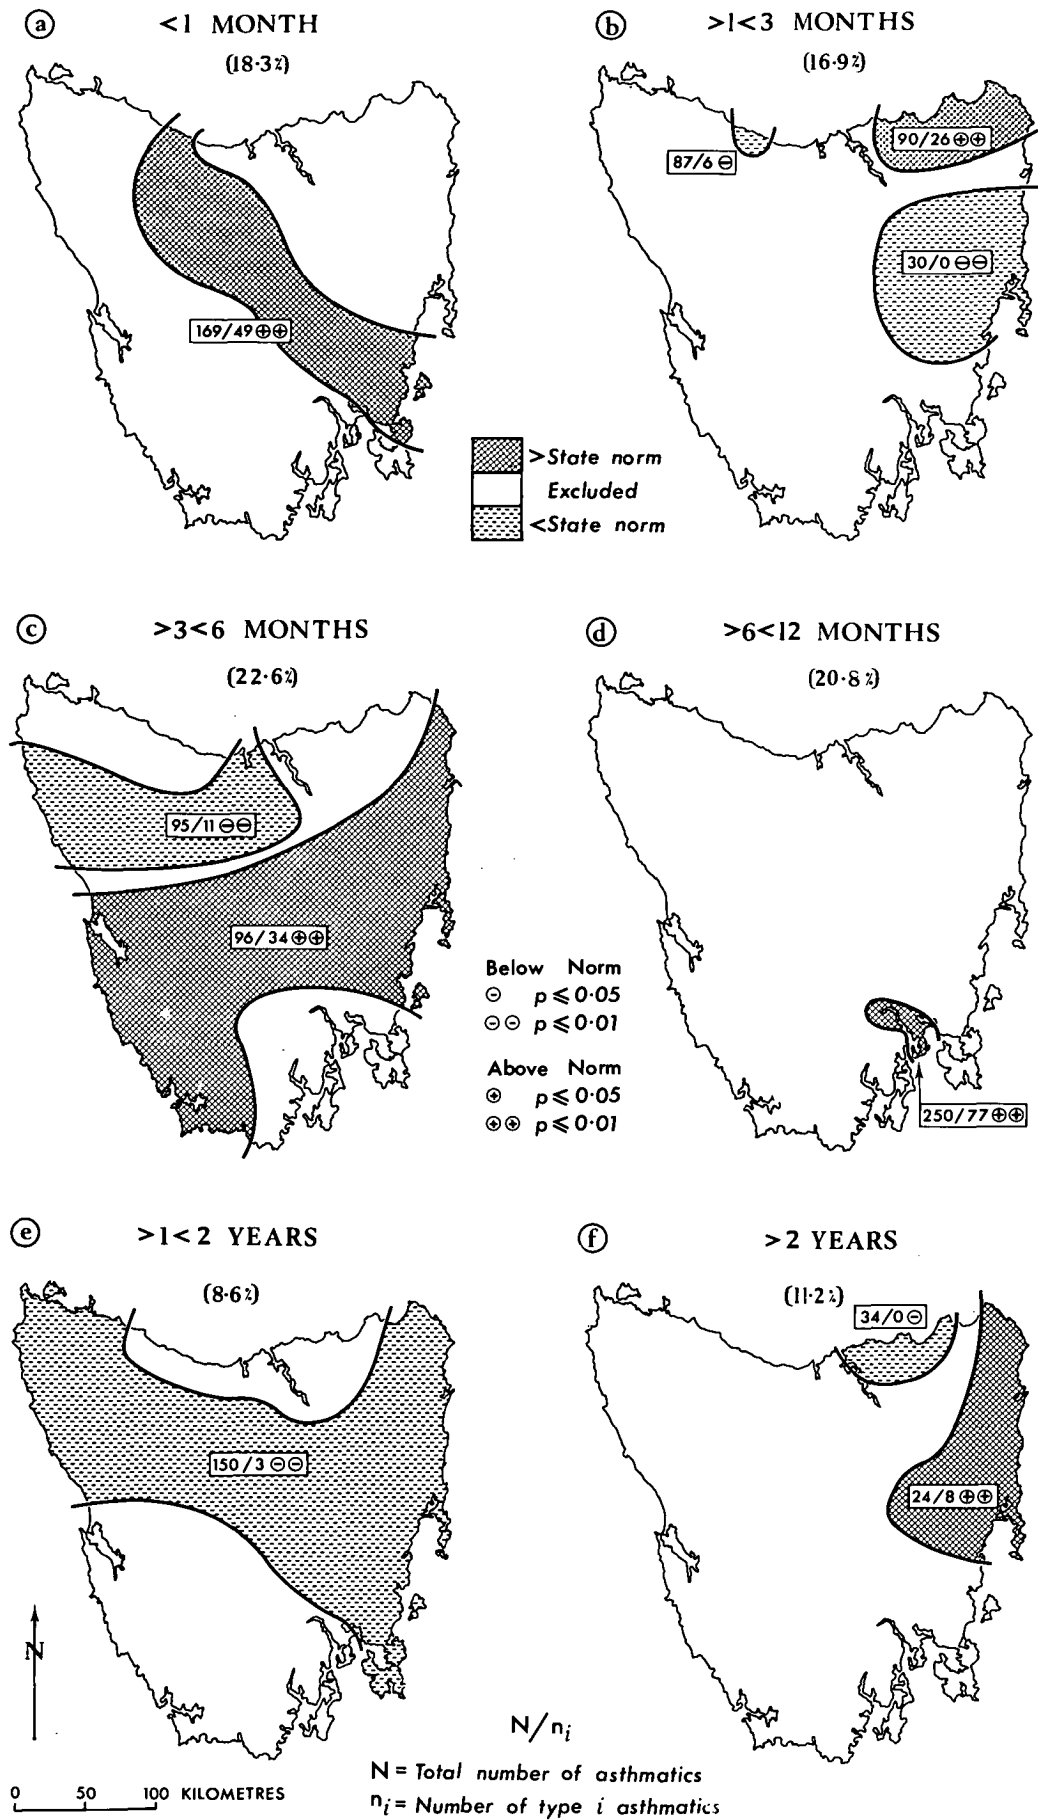 ⓐ <1 MONTH
(18·3%)
169/49 ⊕⊕
ⓑ >1<3 MONTHS
(16·9%)
87/6 ⊖
90/26 ⊕⊕
30/0 ⊖⊖
>State norm
Excluded
<State norm
ⓒ >3<6 MONTHS
(22·6%)
95/11 ⊖⊖
96/34 ⊕⊕
ⓓ >6<12 MONTHS
(20·8%)
250/77 ⊕⊕
Below Norm
⊖ p⩽0·05
⊖⊖ p⩽0·01
Above Norm
⊕ p⩽0·05
⊕⊕ p⩽0·01
ⓔ >1<2 YEARS
(8·6%)
150/3 ⊖⊖
ⓕ >2 YEARS
(11·2%)
34/0 ⊖
24/8 ⊕⊕
N
0 50 100 KILOMETRES
N/ni
N = Total number of asthmatics
ni = Number of type i asthmatics